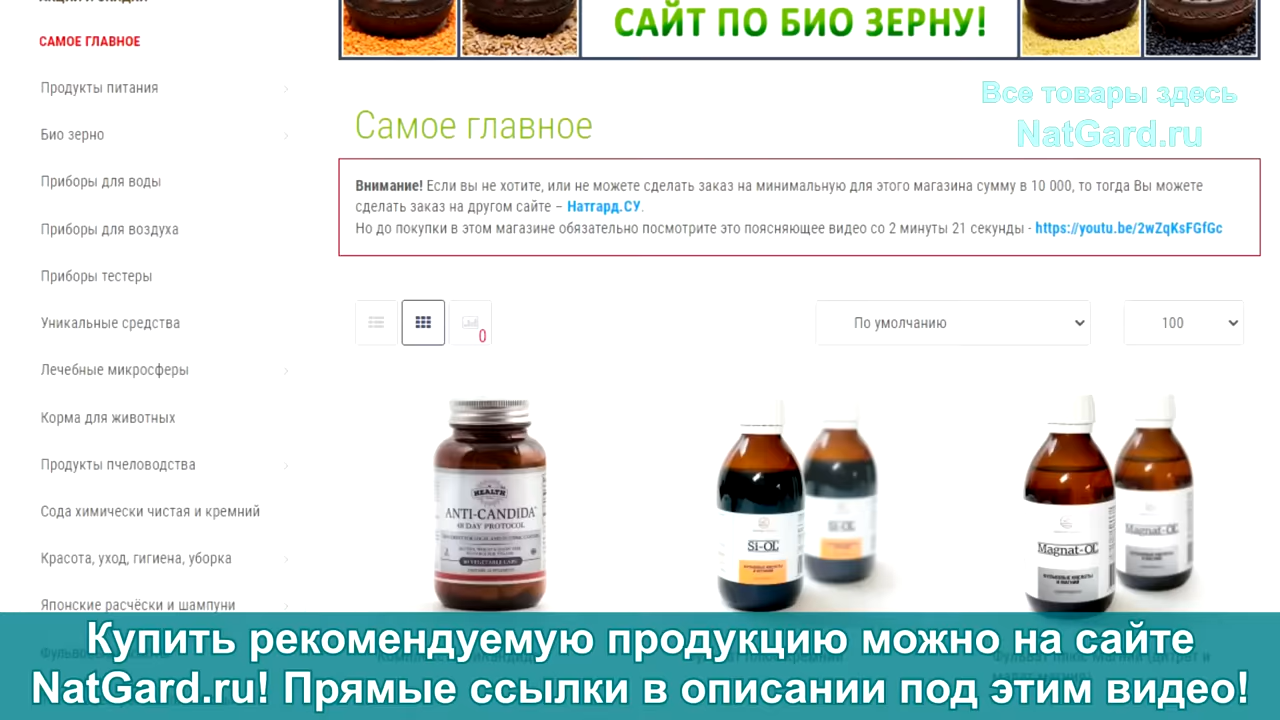 САМОЕ ГЛАВНОЕ
Продукты питания
Био зерно
Приборы для воды
Приборы для воздуха
Приборы тестеры
Уникальные средства
Лечебные микросферы
Корма для животных
Продукты пчеловодства
Сода химически чистая и кремний
Красота, уход, гигиена, уборка
Японские расчёски и шампуни
САЙТ ПО БИО ЗЕРНУ!
Все товары здесь
NatGard.ru
Самое главное
Внимание! Если вы не хотите, или не можете сделать заказ на минимальную для этого магазина сумму в 10 000, то тогда Вы можете
сделать заказ на другом сайте – Натгард.СУ.
Но до покупки в этом магазине обязательно посмотрите это поясняющее видео со 2 минуты 21 секунды - https://youtu.be/2wZqKsFGfGc
0
По умолчанию
100
HEALTH
ANTI-CANDIDA
48 DAY PROTOCOL
SI-OL
SI-OL
Magnat-OL
Magnat-OL
Купить рекомендуемую продукцию можно на сайте
NatGard.ru! Прямые ссылки в описании под этим видео!